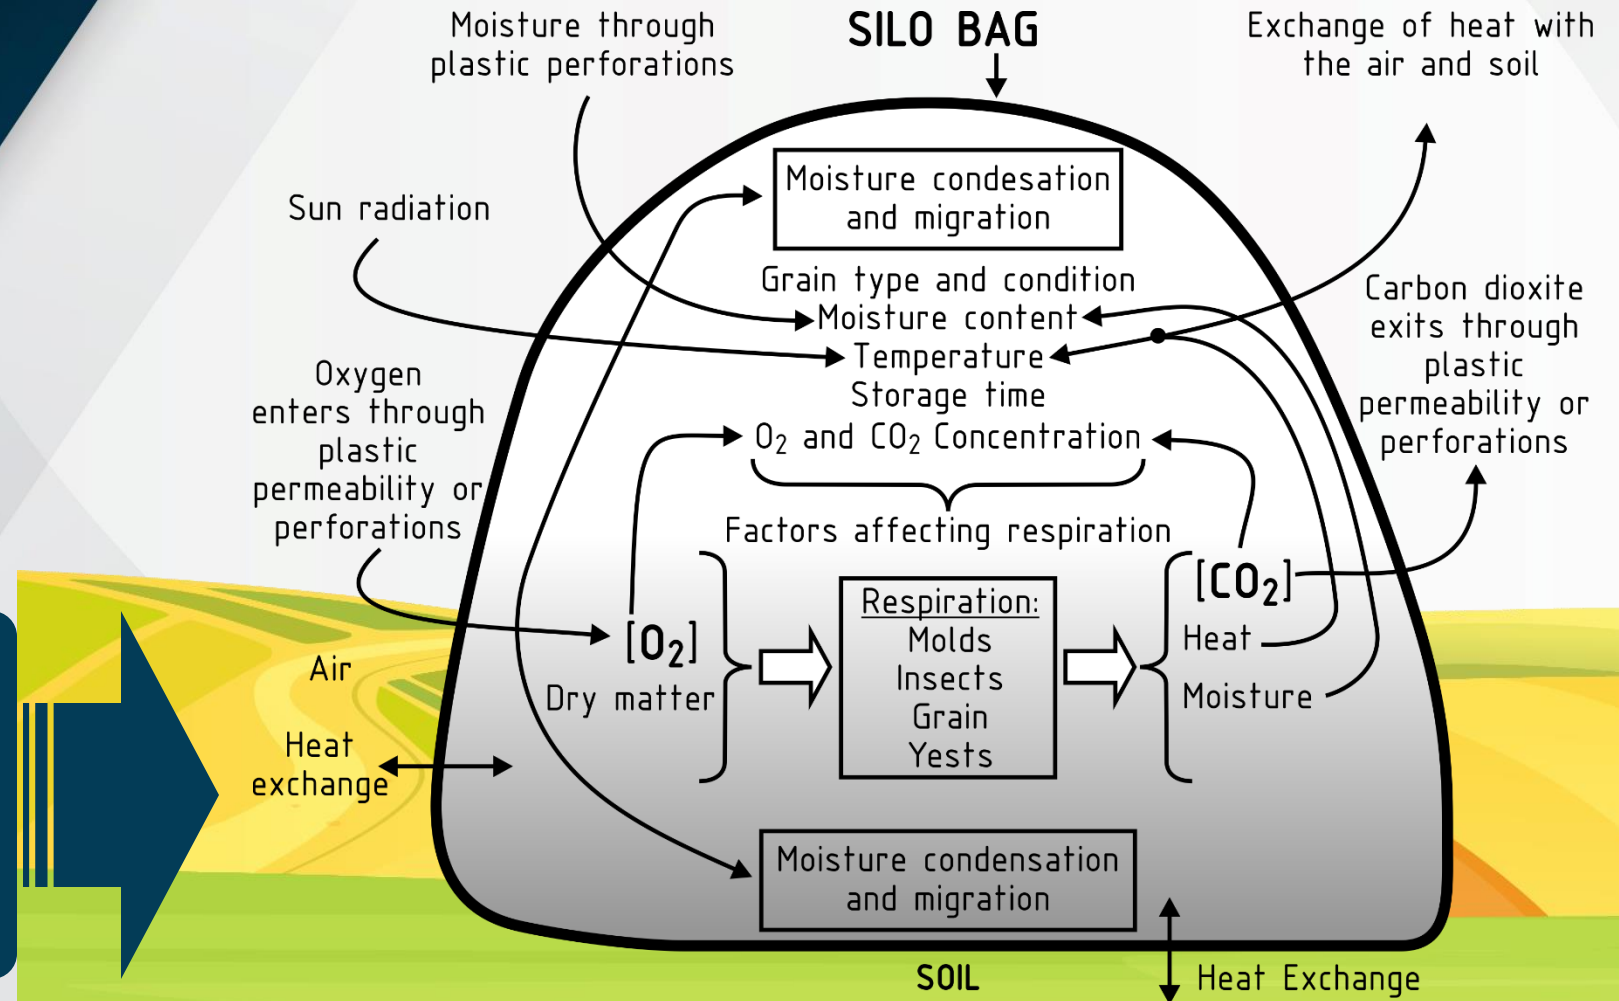 Moisture through
plastic perforations
SILO BAG
Exchange of heat with
the air and soil
Moisture condesation
and migration
Sun radiation
Grain type and condition
Moisture content
Temperature
Storage time
O₂ and CO₂ Concentration
Factors affecting respiration
Carbon dioxite
exits through
plastic
permeability or
perforations
Oxygen
enters through
plastic
permeability or
perforations
[O₂]
Dry matter
Respiration:
Molds
Insects
Grain
Yests
[CO₂]
Heat
Moisture
Air
Heat
exchange
Moisture condensation
and migration
SOIL
Heat Exchange